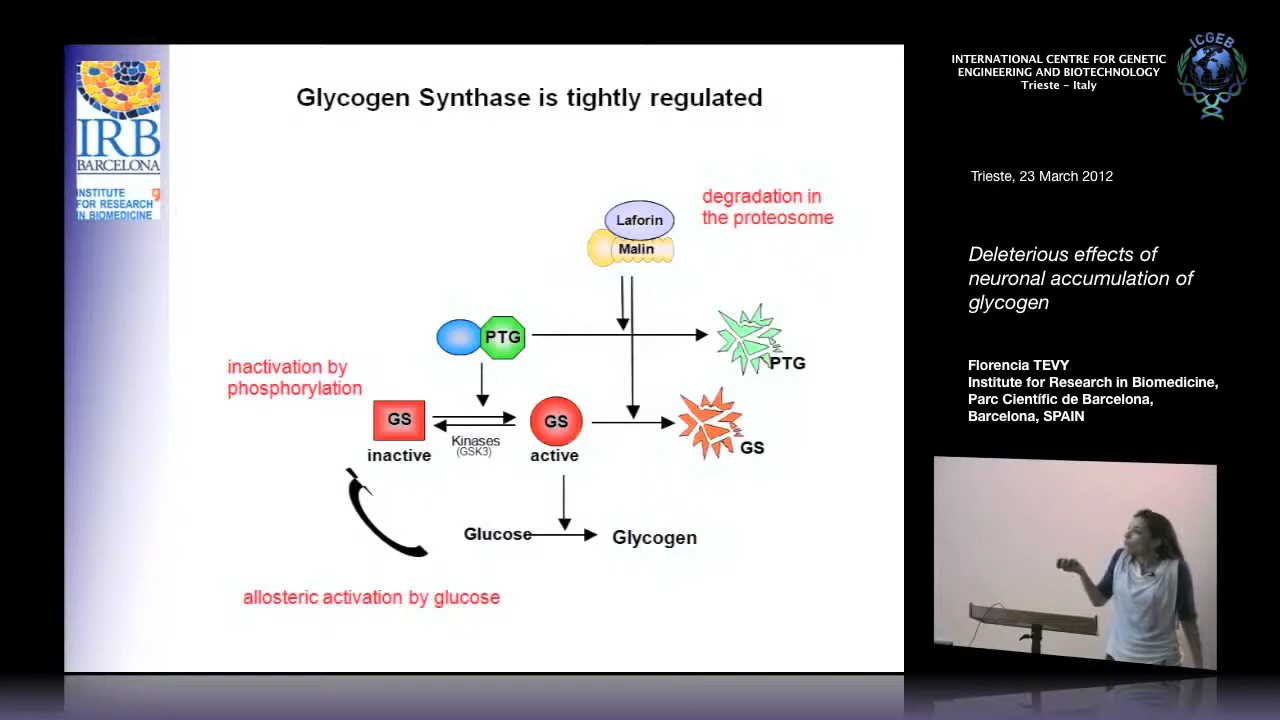 IRB
BARCELONA
INSTITUTE
FOR RESEARCH
IN BIOMEDICINE
Glycogen Synthase is tightly regulated
degradation in
the proteosome
Laforin
Malin
PTG
PTG
inactivation by
phosphorylation
GS
GS
Kinases
(GSK3)
GS
inactive
active
Glucose
Glycogen
allosteric activation by glucose
INTERNATIONAL CENTRE FOR GENETIC
ENGINEERING AND BIOTECHNOLOGY
Trieste - Italy
ICGEB
Trieste, 23 March 2012
Deleterious effects of
neuronal accumulation of
glycogen
Florencia TEVY
Institute for Research in Biomedicine,
Parc Científic de Barcelona,
Barcelona, SPAIN